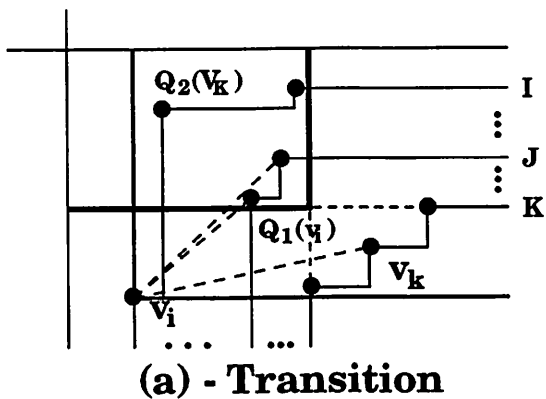 Q2(VK)
I
J
K
Q1(vi)
vk
vi
(a) - Transition